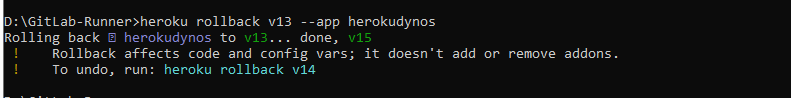 D:\GitLab-Runner>heroku rollback v13 --app herokudynos
Rolling back ⍰ herokudynos to v13... done, v15
!    Rollback affects code and config vars; it doesn't add or remove addons.
!    To undo, run: heroku rollback v14